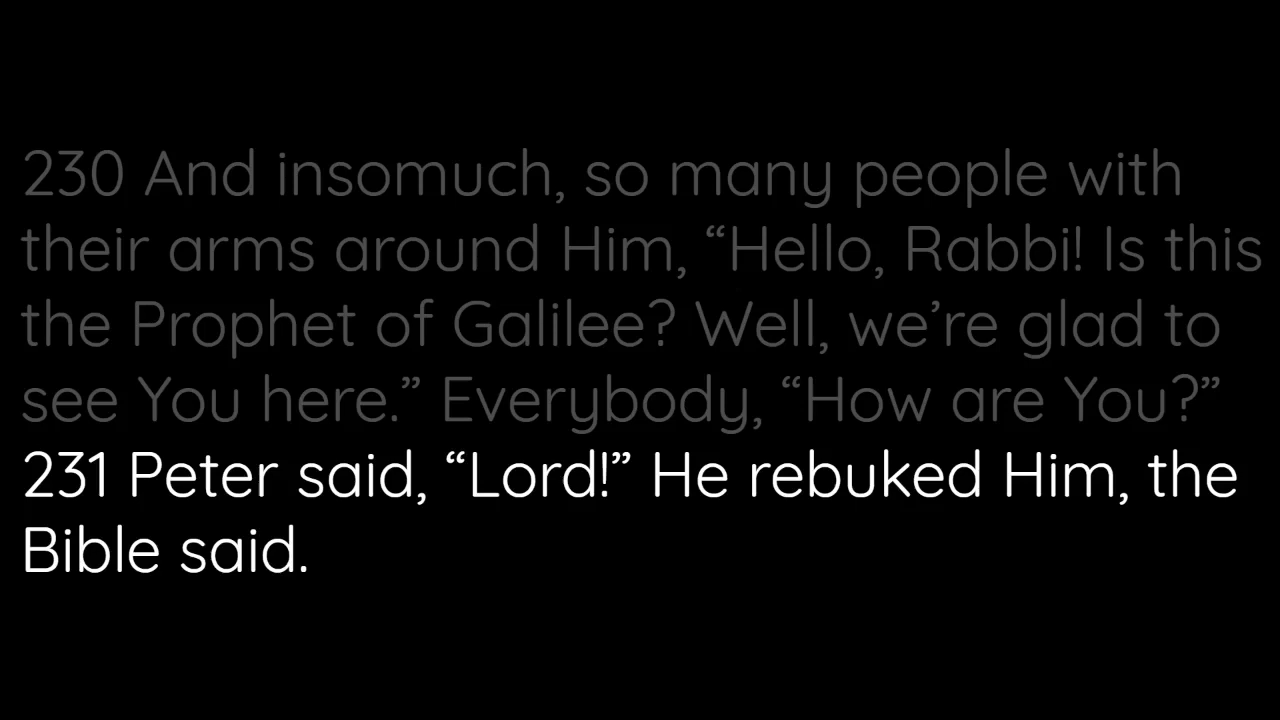 230 And insomuch, so many people with
their arms around Him, “Hello, Rabbi! Is this
the Prophet of Galilee? Well, we’re glad to
see You here.” Everybody, “How are You?”
231 Peter said, “Lord!” He rebuked Him, the
Bible said.